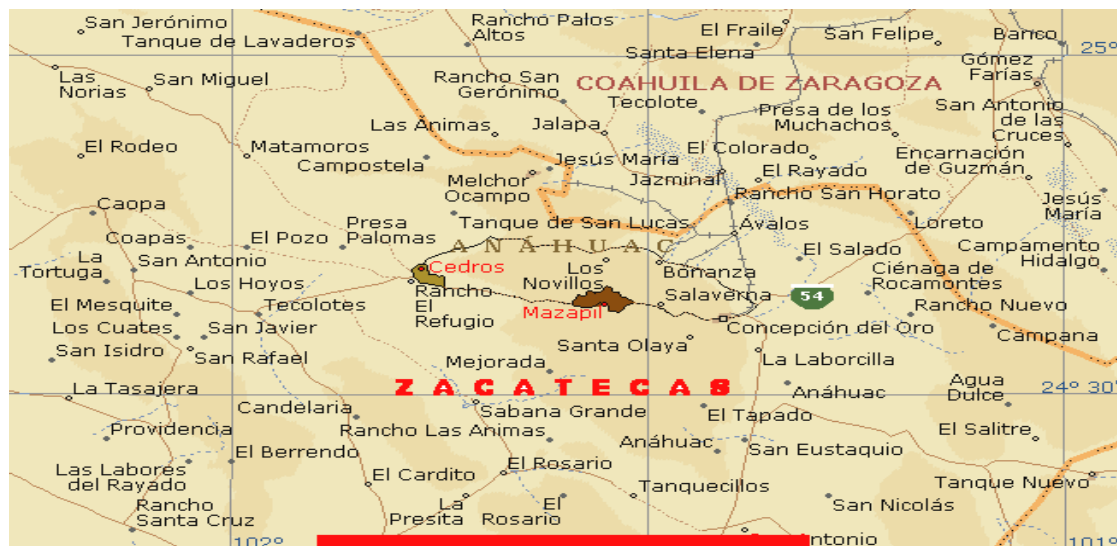 San Jerónimo
Rancho Palos
Altos
El Fraile
San Felipe
Banco
Tanque de Lavaderos
Santa Elena
25°
Gómez
Farías
Las
Norias
San Miguel
Rancho San
Gerónimo
COAHUILA DE ZARAGOZA
Tecolote
Presa de los
Muchachos
San Antonio
de las
Cruces
Las Ánimas
Jalapa
El Rodeo
Matamoros
Campostela
Jesús María
El Colorado
Encarnación
de Guzmán
Melchor
Ocampo
Jazminal
El Rayado
Rancho San Horato
Jesús
María
Caopa
Presa
Palomas
Tanque de San Lucas
Ávalos
Loreto
Coapas
El Pozo
ANÁHUAC
El Salado
Campamento
Hidalgo
La
Tortuga
San Antonio
Cedros
Los
Novillos
Bonanza
Ciénaga de
Rocamontes
El Mezquite
Los Hoyos
Rancho
El
Refugio
Mazapil
Salaverna
54
Rancho Nuevo
Tecolotes
Los Cuates
San Javier
Concepción del Oro
Campana
San Isidro
San Rafael
Mejorada
Santa Olaya
La Laborcilla
La Tasajera
ZACATECAS
Anáhuac
Agua
Dulce
24° 30'
Candelaria
Sabana Grande
El Tapado
Providencia
Rancho Las Animas
Anáhuac
San Eustaquio
El Salitre
El Berrendo
Las Labores
del Rayado
El Cardito
El Rosario
Tanquecillos
Tanque Nuevo
Rancho
Santa Cruz
La
Presita
El
Rosario
San Nicolás
102°
Antonio
101°